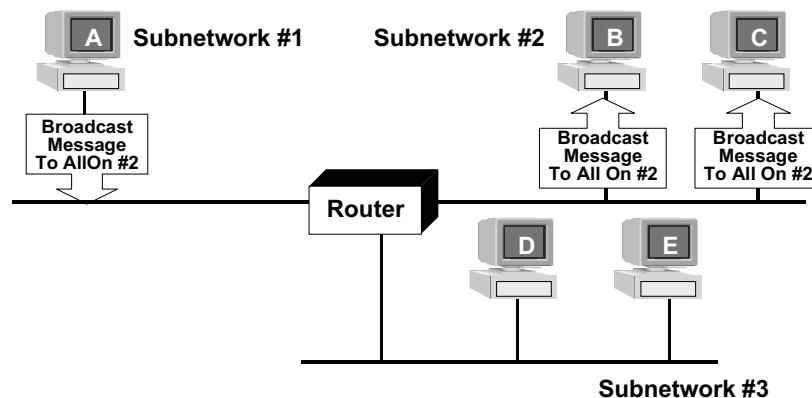 A
Subnetwork #1
Subnetwork #2
B
C
Broadcast
Message
To AllOn #2
Broadcast
Message
To All On #2
Broadcast
Message
To All On #2
Router
D
E
Subnetwork #3